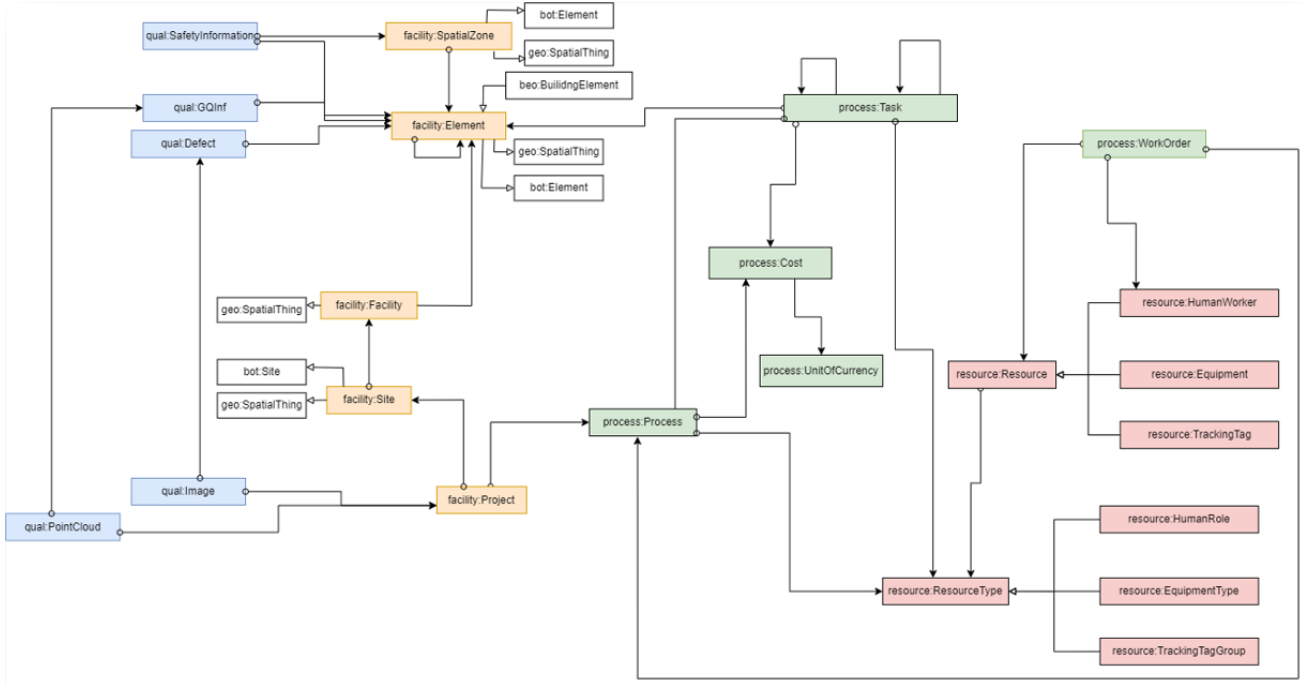 bot:Element
qual:SafetyInformation
facility:SpatialZone
geo:SpatialThing
beo:BuilidngElement
qual:GQInf
process:Task
facility:Element
qual:Defect
process:WorkOrder
geo:SpatialThing
bot:Element
process:Cost
resource:HumanWorker
geo:SpatialThing
facility:Facility
bot:Site
process:UnitOfCurrency
resource:Resource
resource:Equipment
geo:SpatialThing
facility:Site
process:Process
resource:TrackingTag
qual:Image
facility:Project
qual:PointCloud
resource:HumanRole
resource:ResourceType
resource:EquipmentType
resource:TrackingTagGroup